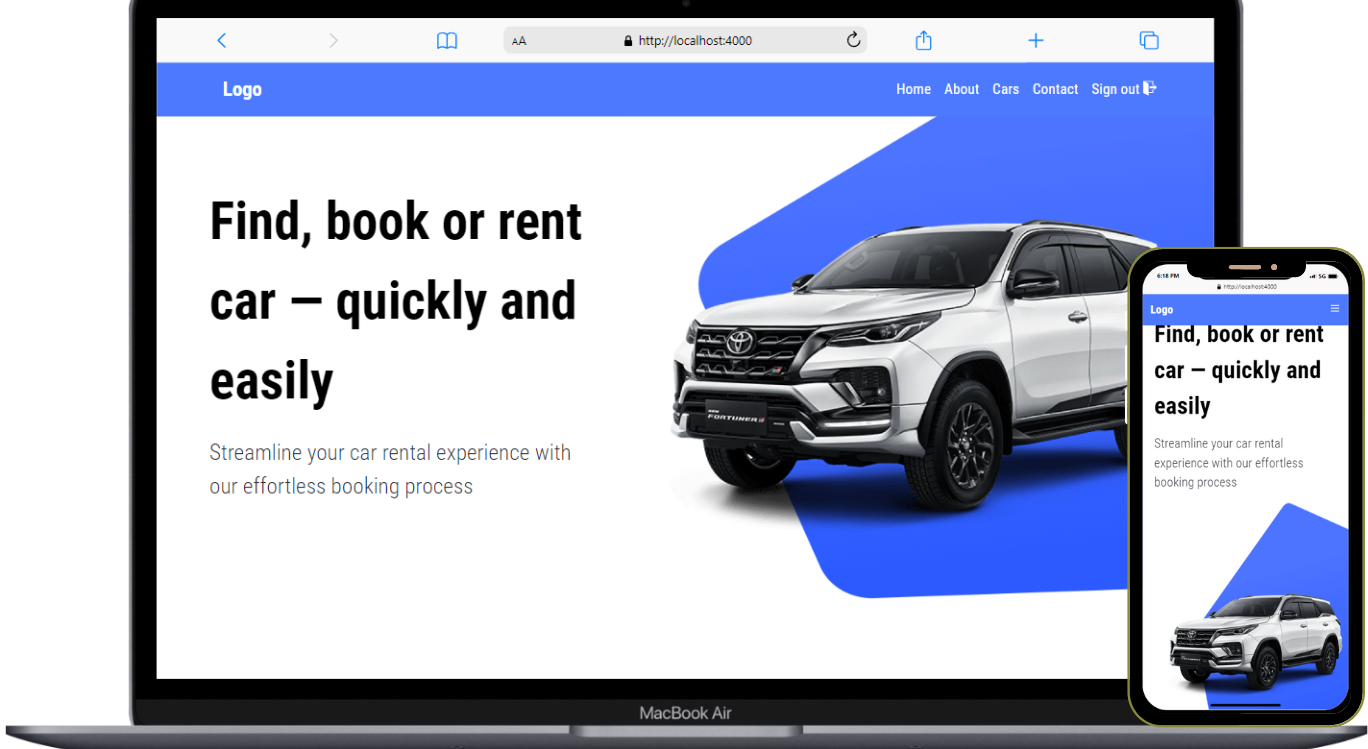 AA
http://localhost:4000
Logo
Home About Cars Contact Sign out
Find, book or rent
car – quickly and
easily
Streamline your car rental experience with
our effortless booking process
NEW
FORTUNER
MacBook Air
6:18 PM
5G
http://localhost:4000
Logo
Find, book or rent
car – quickly and
easily
Streamline your car rental
experience with our effortless
booking process